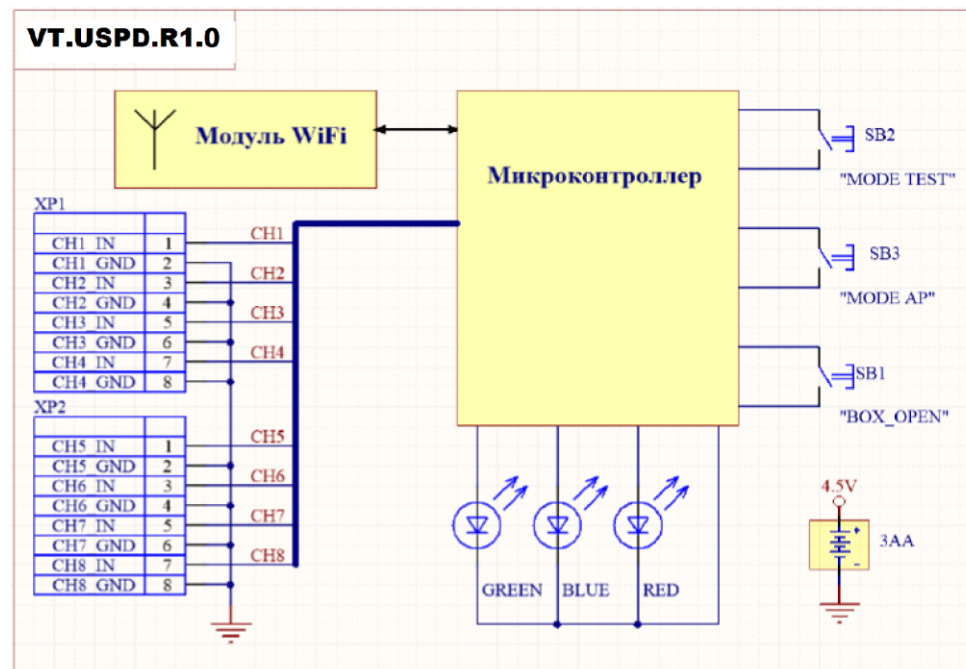 VT.USPD.R1.0
Модуль WiFi
Микроконтроллер
SB2
"MODE TEST"
SB3
"MODE AP"
SB1
"BOX_OPEN"
XP1
CH1_IN 1 CH1
CH1_GND 2
CH2_IN 3 CH2
CH2_GND 4
CH3_IN 5 CH3
CH3_GND 6
CH4_IN 7 CH4
CH4_GND 8
XP2
CH5_IN 1 CH5
CH5_GND 2
CH6_IN 3 CH6
CH6_GND 4
CH7_IN 5 CH7
CH7_GND 6
CH8_IN 7 CH8
CH8_GND 8
GREEN BLUE RED
4.5V
+
3AA
-